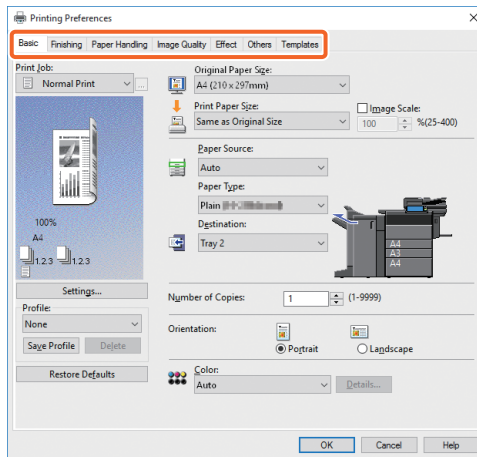 Printing Preferences
Basic Finishing Paper Handling Image Quality Effect Others Templates
Print Job:
Normal Print
...
100%
A4
1.2.3 1.2.3
Settings...
Profile:
None
Save Profile Delete
Restore Defaults
Original Paper Size:
A4 (210 x 297mm)
Print Paper Size:
Same as Original Size
Image Scale:
100 %(25-400)
Paper Source:
Auto
Paper Type:
Plain
Destination:
Tray 2
A4
A3
A4
Number of Copies: 1 (1-9999)
Orientation:
Portrait Landscape
Color:
Auto Details...
OK Cancel Help